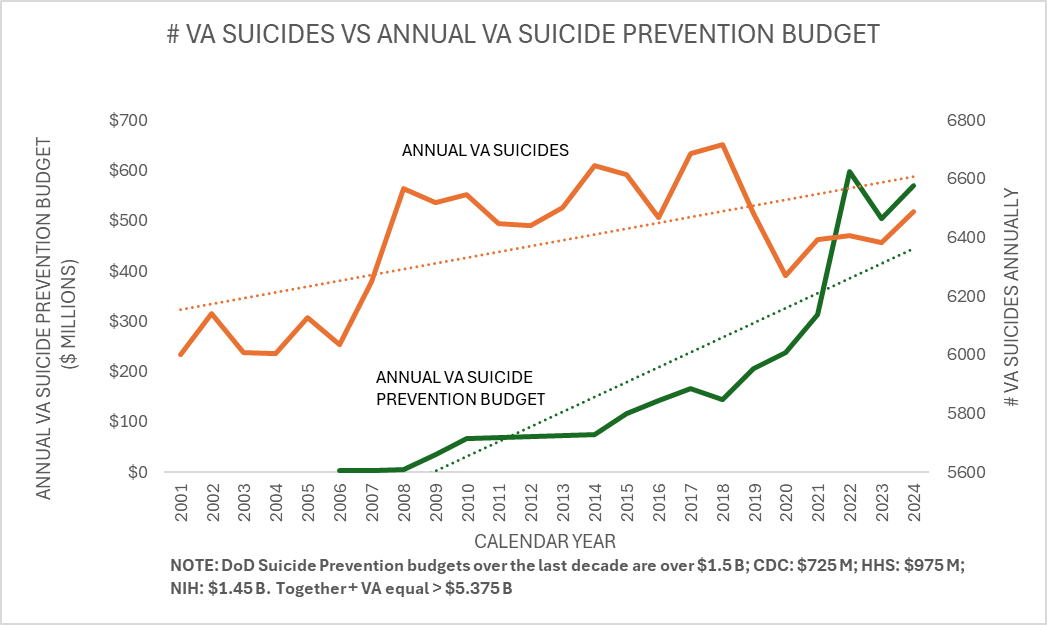 # VA SUICIDES VS ANNUAL VA SUICIDE PREVENTION BUDGET
ANNUAL VA SUICIDE PREVENTION BUDGET
($ MILLIONS)
$700
$600
$500
$400
$300
$200
$100
$0
ANNUAL VA SUICIDES
ANNUAL VA SUICIDE
PREVENTION BUDGET
6800
6600
6400
6200
6000
5800
5600
# VA SUICIDES ANNUALLY
2001 2002 2003 2004 2005 2006 2007 2008 2009 2010 2011 2012 2013 2014 2015 2016 2017 2018 2019 2020 2021 2022 2023 2024
CALENDAR YEAR
NOTE: DoD Suicide Prevention budgets over the last decade are over $1.5 B; CDC: $725 M; HHS: $975 M;
NIH: $1.45 B. Together + VA equal > $5.375 B